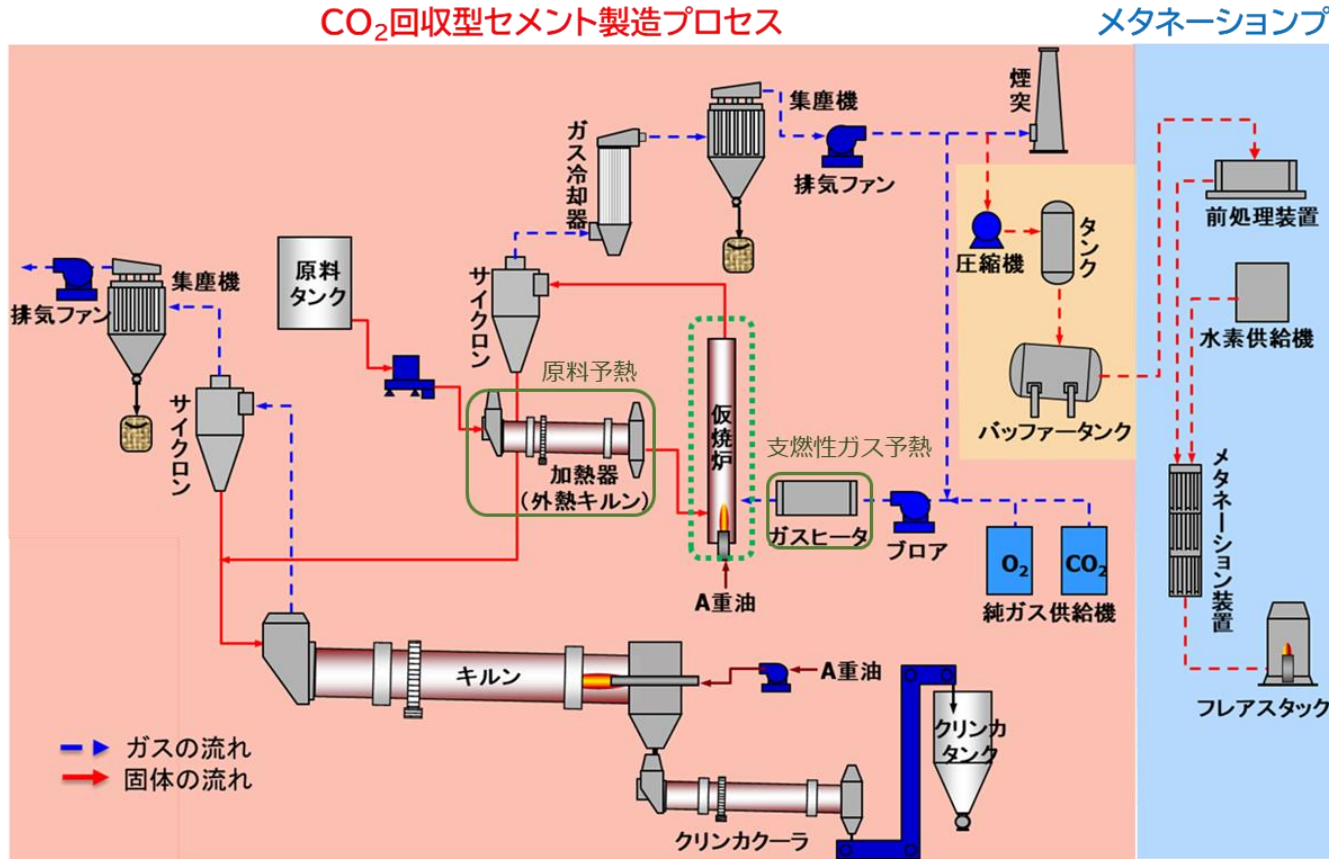 CO₂回収型セメント製造プロセス
メタネーションプ
煙突
集塵機
ガス冷却器
排気ファン
前処理装置
タンク
圧縮機
原料
タンク
集塵機
サイクロン
排気ファン
水素供給機
原料予熱
仮焼炉
バッファータンク
サイクロン
支燃性ガス予熱
加熱器
(外熱キルン)
メタネーション装置
ガスヒータ
ブロア
O₂
CO₂
A重油
純ガス供給機
キルン
A重油
フレアスタック
クリンカ
タンク
ガスの流れ
固体の流れ
クリンカクーラ